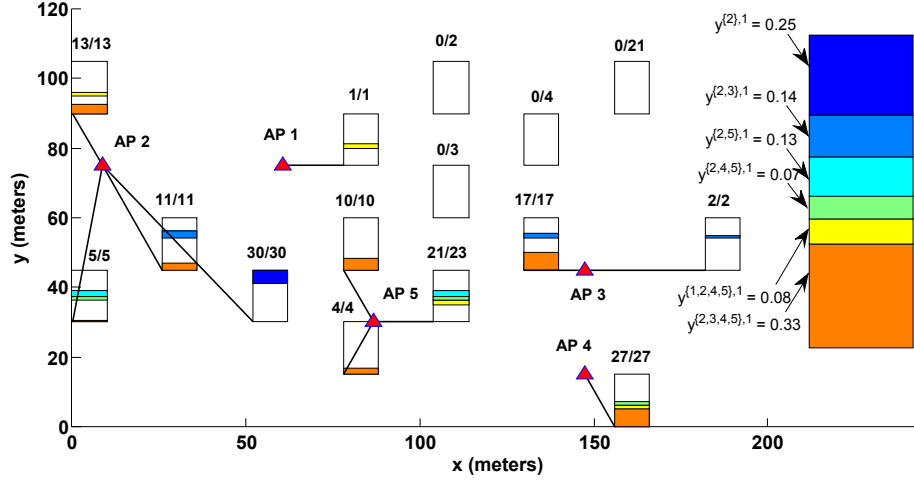 13/13
0/2
0/21
y{2},1 = 0.25
120
100
1/1
0/4
y{2,3},1 = 0.14
AP 2
AP 1
y{2,5},1 = 0.13
80
0/3
y{2,4,5},1 = 0.07
11/11
10/10
17/17
2/2
60
5/5
30/30
21/23
40
4/4
AP 5
AP 3
y{1,2,4,5},1 = 0.08
y{2,3,4,5},1 = 0.33
20
AP 4
27/27
0
0
50
100
150
200
x (meters)
y (meters)